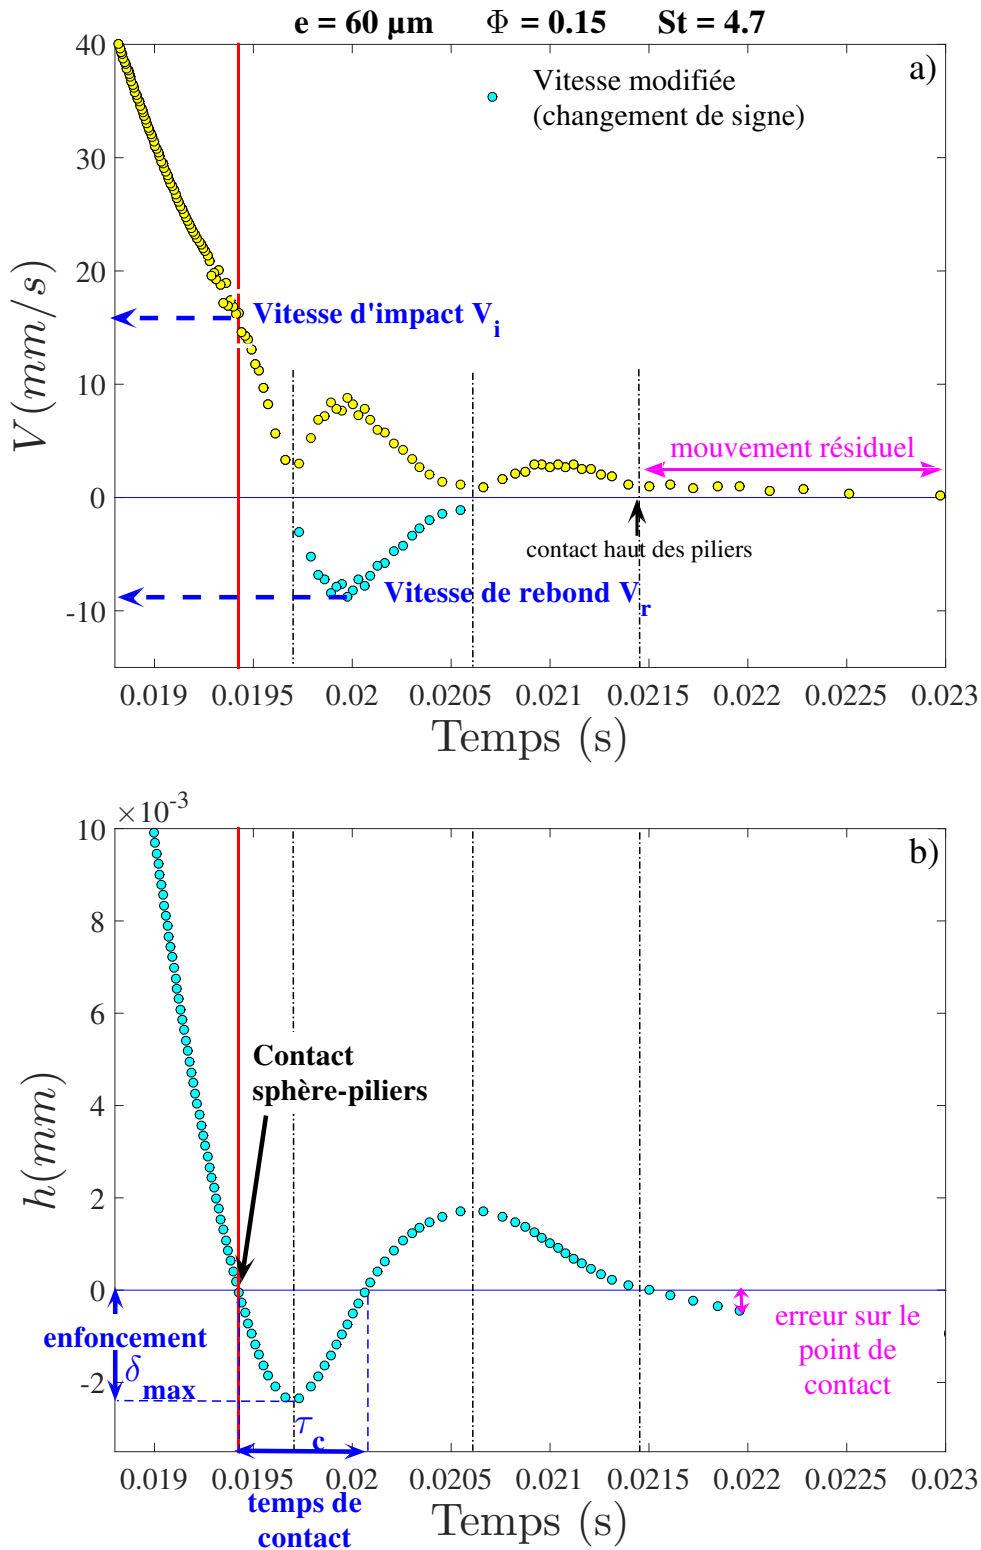 e = 60 µm Φ = 0.15 St = 4.7
a)
Vitesse modifiée
(changement de signe)
40
30
20
10
0
-10
V(mm/s)
Vitesse d'impact V_i
mouvement résiduel
contact haut des piliers
Vitesse de rebond V_r
0.019 0.0195 0.02 0.0205 0.021 0.0215 0.022 0.0225 0.023
Temps (s)
×10^-3
b)
10
8
6
4
2
0
-2
h(mm)
Contact
sphère-piliers
enfoncement
δ_max
erreur sur le
point de
contact
τ_c
0.019 0.0195 0.02 0.0205 0.021 0.0215 0.022 0.0225 0.023
temps de
contact
Temps (s)